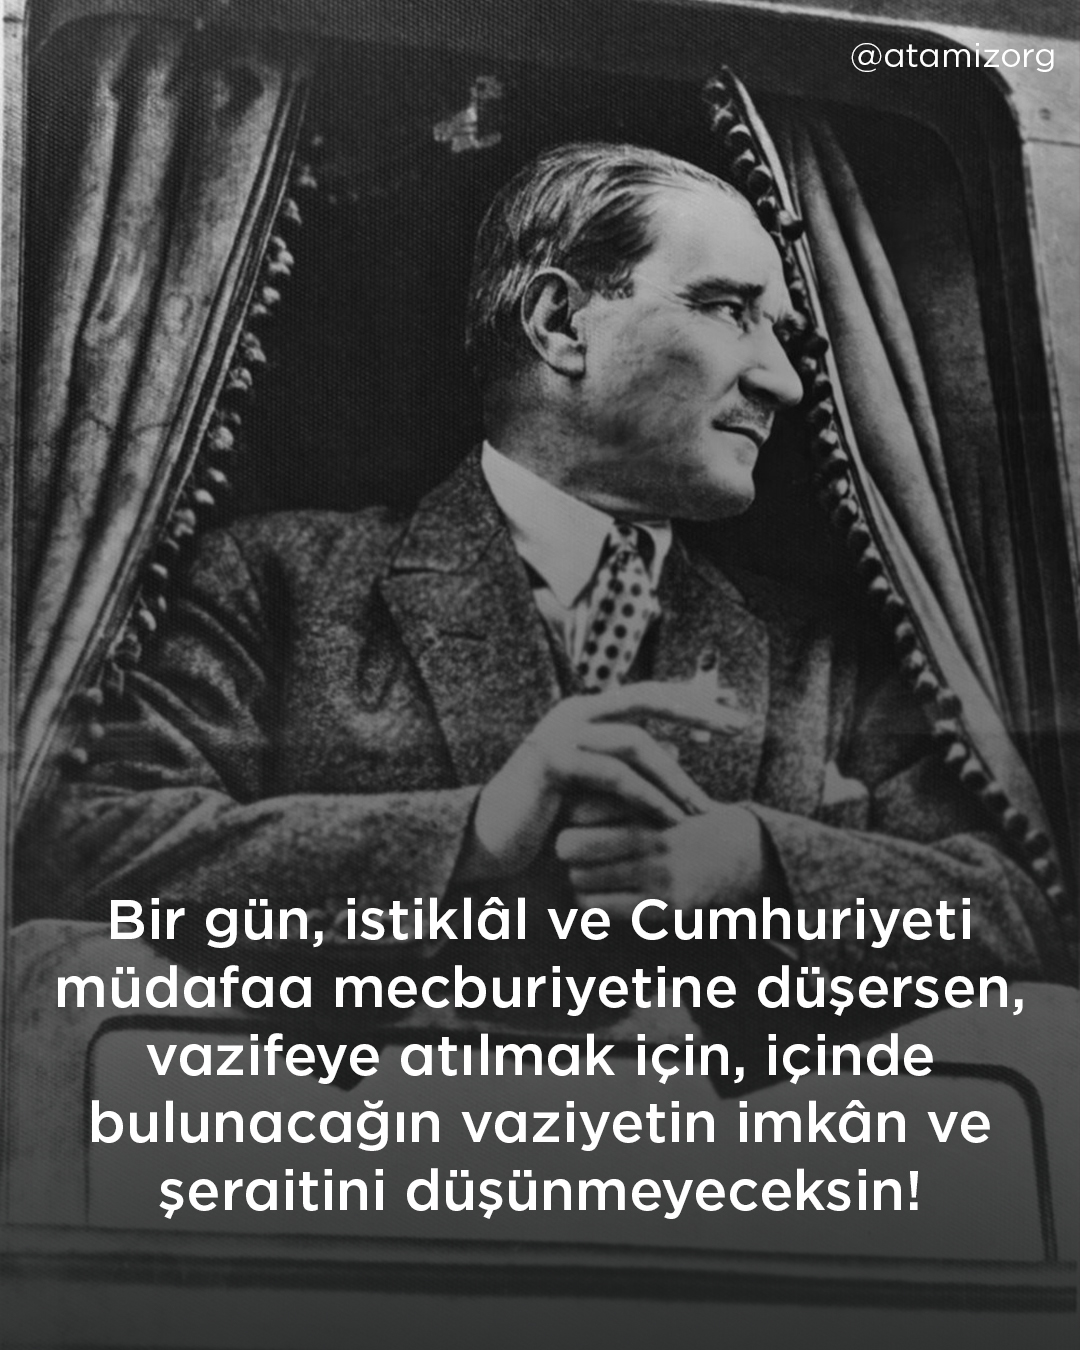 @atamizorg
Bir gün, istiklâl ve Cumhuriyeti
müdafaa mecburiyetine düşersen,
vazifeye atılmak için, içinde
bulunacağın vaziyetin imkân ve
şeraitini düşünmeyeceksin!